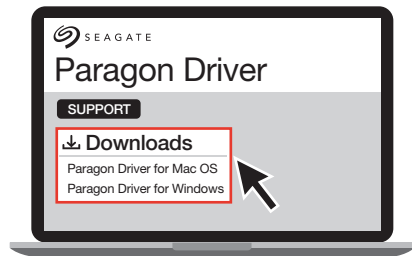 SEAGATE
Paragon Driver
SUPPORT
Downloads
Paragon Driver for Mac OS
Paragon Driver for Windows